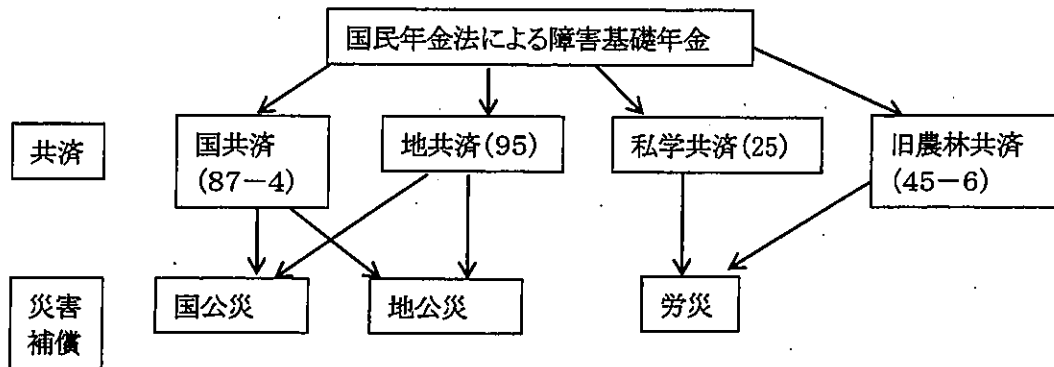 国民年金法による障害基礎年金
共済
国共済
(87-4)
地共済(95)
私学共済(25)
旧農林共済
(45-6)
災害
補償
国公災
地公災
労災